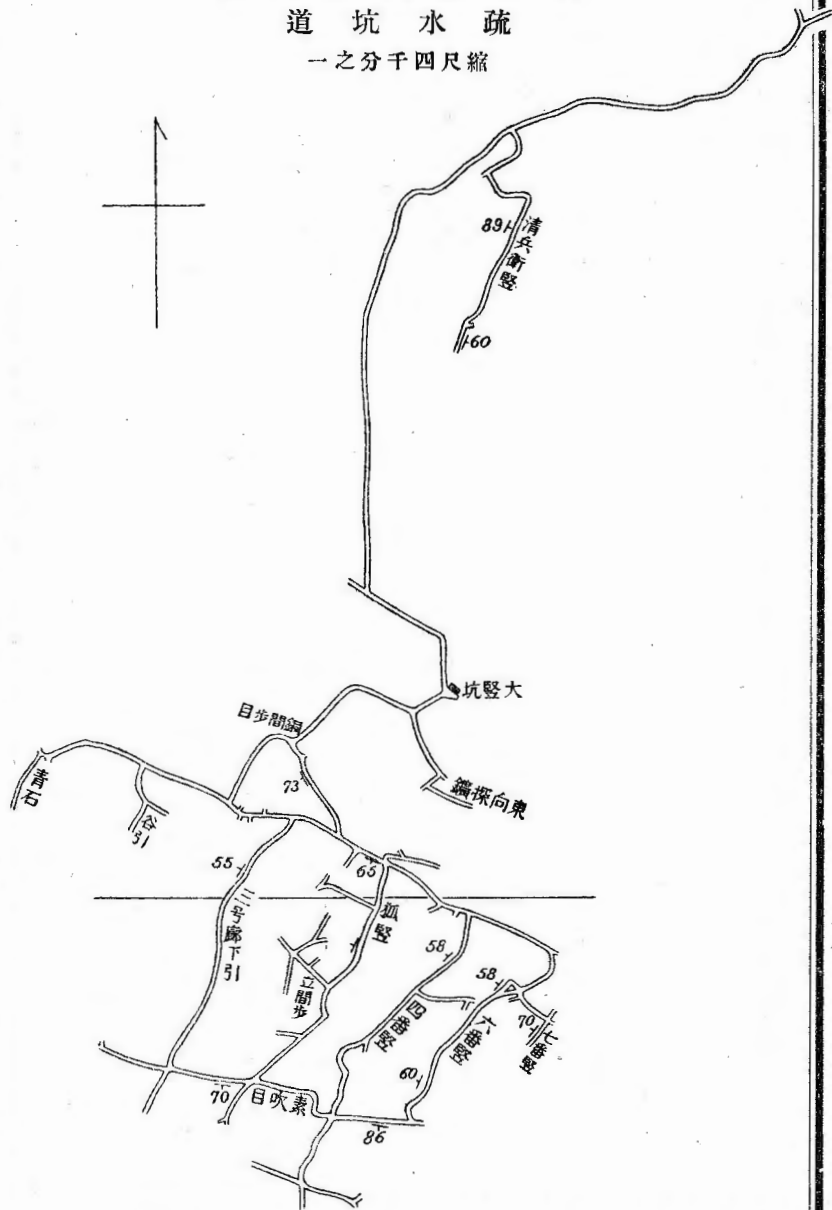 疏水坑道
縮尺四千分之一
89
清兵衛竪
60
大竪坑
銅間歩目
東向探鑛
73
青石
谷引
55
65
三号廊下引
狐竪
立間歩
58
58
四番竪
六番竪
70
七番竪
60
70
素吹目
86